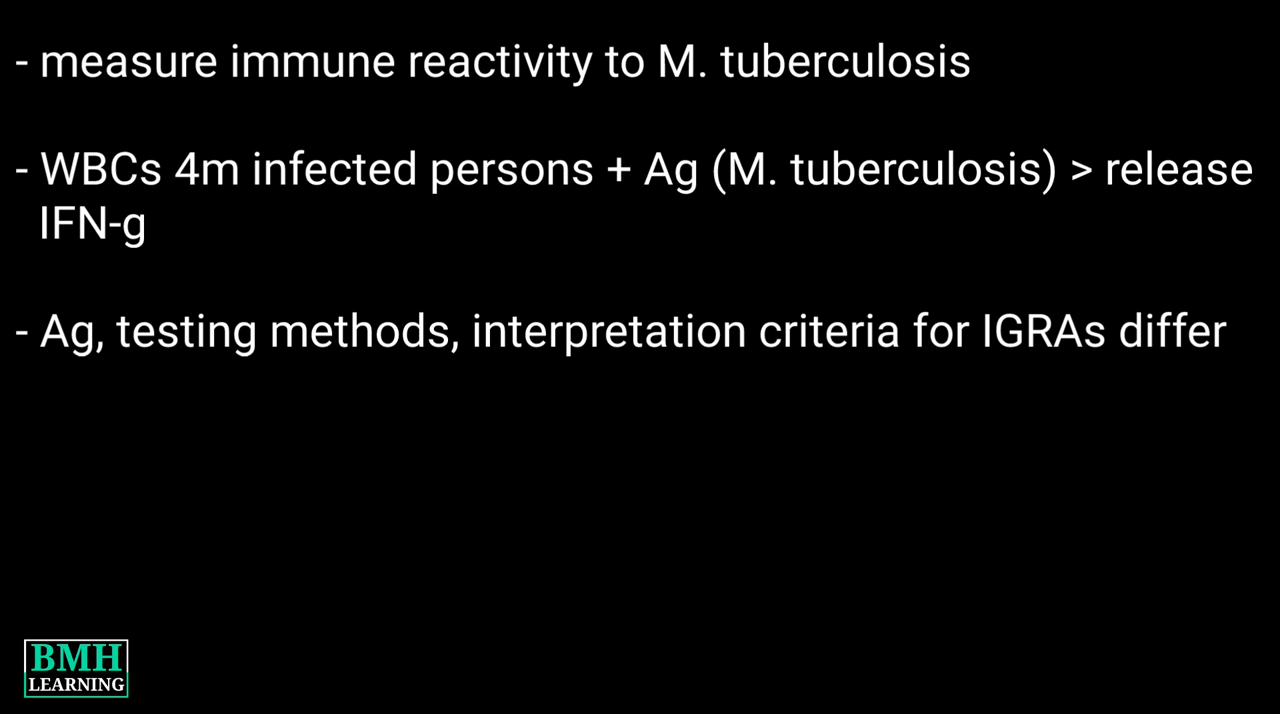 - measure immune reactivity to M. tuberculosis
- WBCs 4m infected persons + Ag (M. tuberculosis) > release
IFN-g
- Ag, testing methods, interpretation criteria for IGRAs differ
BMH
LEARNING